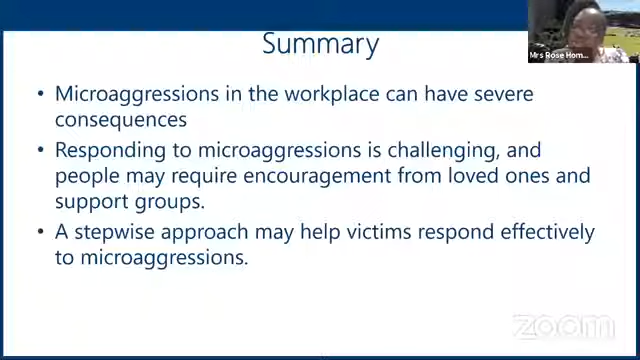 Summary
Mrs Rose Hom...
• Microaggressions in the workplace can have severe
consequences
• Responding to microaggressions is challenging, and
people may require encouragement from loved ones and
support groups.
• A stepwise approach may help victims respond effectively
to microaggressions.
zoom